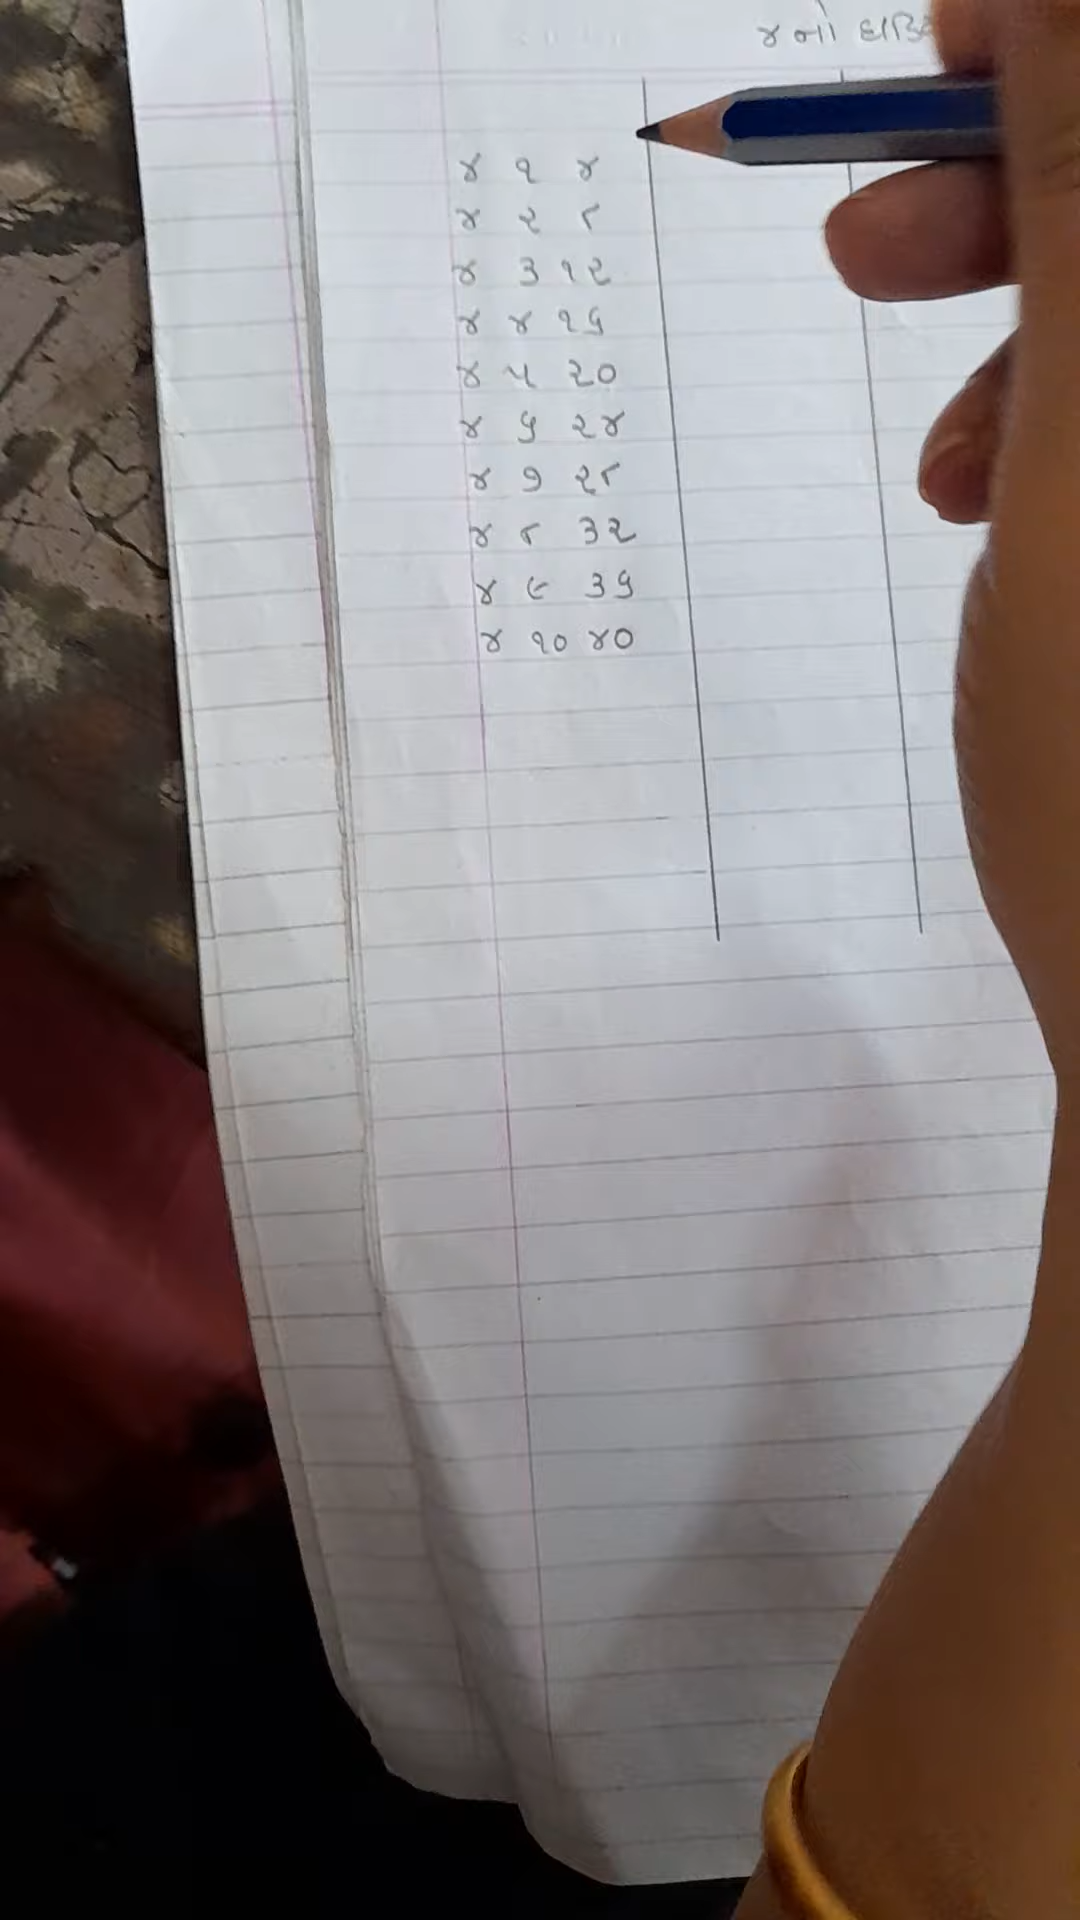 ૪ નો
૪ ૧ ૪
૪ ૨ ૮
૪ ૩ ૧૨
૪ ૪ ૧૬
૪ ૫ ૨૦
૪ ૬ ૨૪
૪ ૭ ૨૮
૪ ૮ ૩૨
૪ ૯ ૩૬
૪ ૧૦ ૪૦